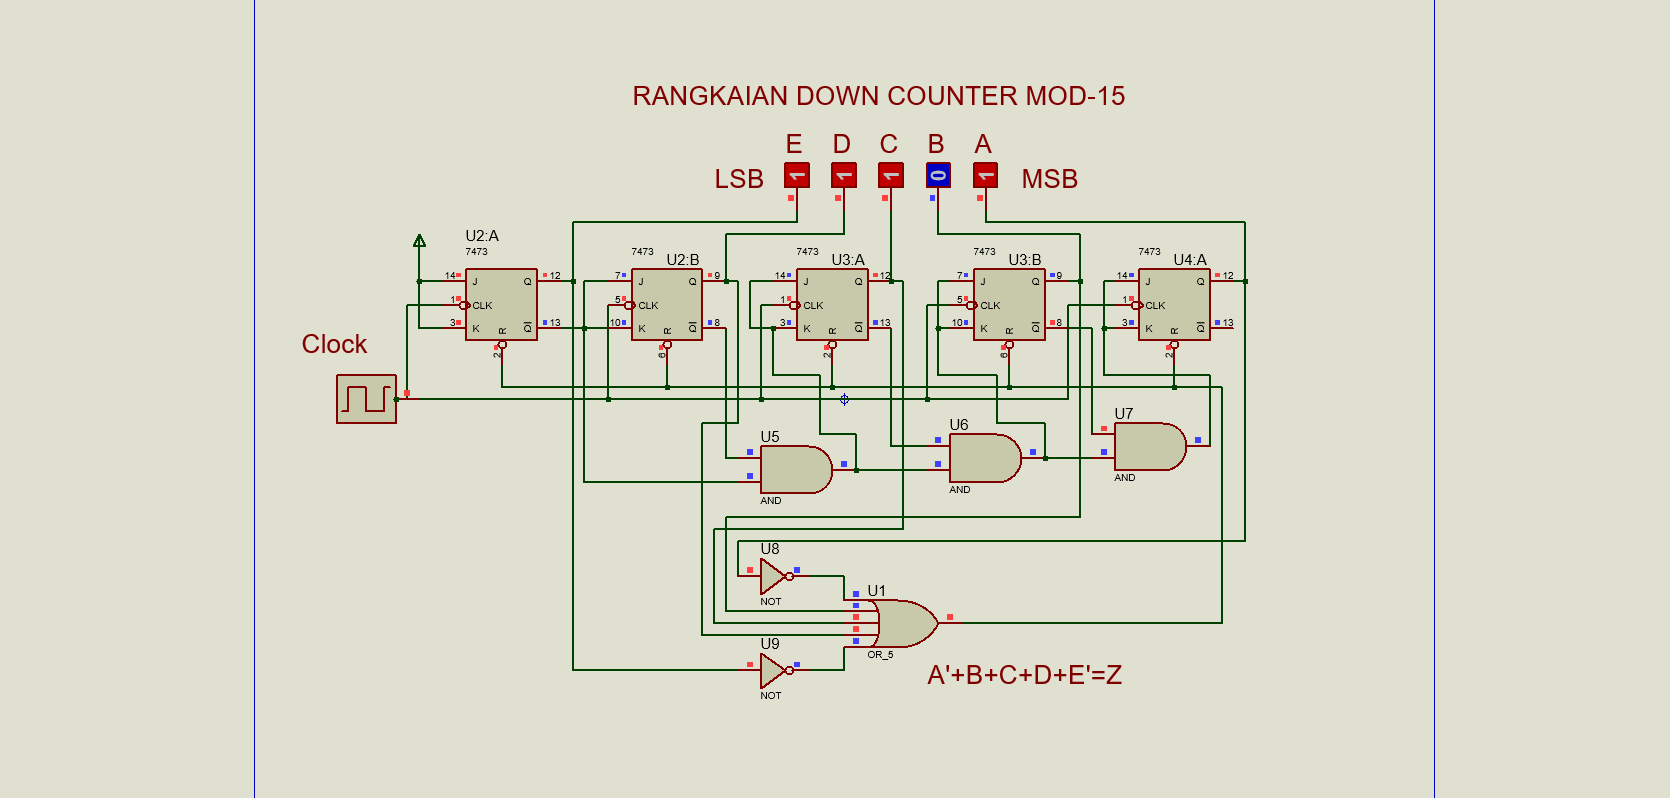 RANGKAIAN DOWN COUNTER MOD-15
E D C B A
LSB 1 1 1 0 1 MSB
U2:A
7473
7473
U2:B
7473
U3:A
7473
U3:B
7473
U4:A
14 J Q 12
1 CLK
3 K Q 13
R
2
7 J Q 9
5 CLK
10 K Q 8
R
6
14 J Q 12
1 CLK
3 K Q 13
R
2
7 J Q 9
5 CLK
10 K Q 8
R
6
14 J Q 12
1 CLK
3 K Q 13
R
2
Clock
U5
AND
U6
AND
U7
AND
U8
NOT
U1
OR_5
U9
NOT
A'+B+C+D+E'=Z